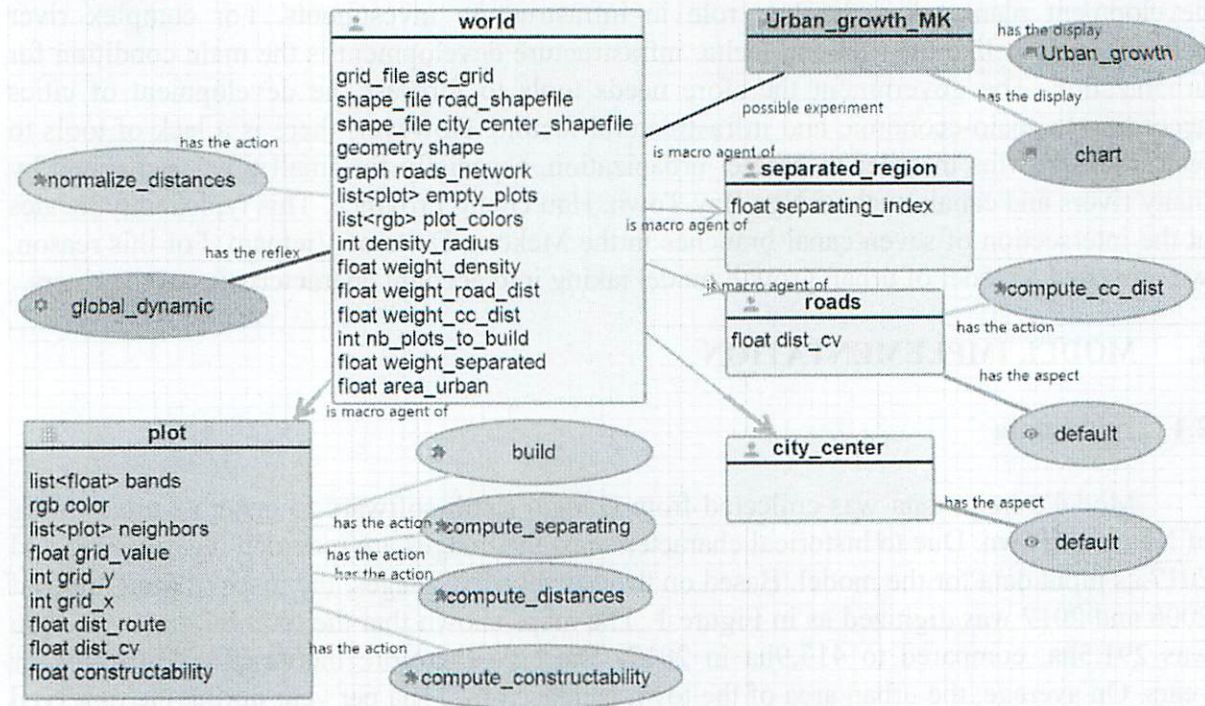 world
grid_file asc_grid
shape_file road_shapefile
shape_file city_center_shapefile
geometry shape
graph roads_network
list<plot> empty_plots
list<rgb> plot_colors
int density_radius
float weight_density
float weight_road_dist
float weight_cc_dist
int nb_plots_to_build
float weight_separated
float area_urban
Urban_growth_MK
has the display
Urban_growth
has the display
chart
possible experiment
is macro agent of
separated_region
float separating_index
is macro agent of
is macro agent of
roads
float dist_cv
compute_cc_dist
has the action
has the aspect
default
city_center
has the aspect
default
has the action
normalize_distances
has the reflex
global_dynamic
is macro agent of
plot
list<float> bands
rgb color
list<plot> neighbors
float grid_value
int grid_y
int grid_x
float dist_route
float dist_cv
float constructability
build
has the action
compute_separating
has the action
has the action
compute_distances
has the action
compute_constructability